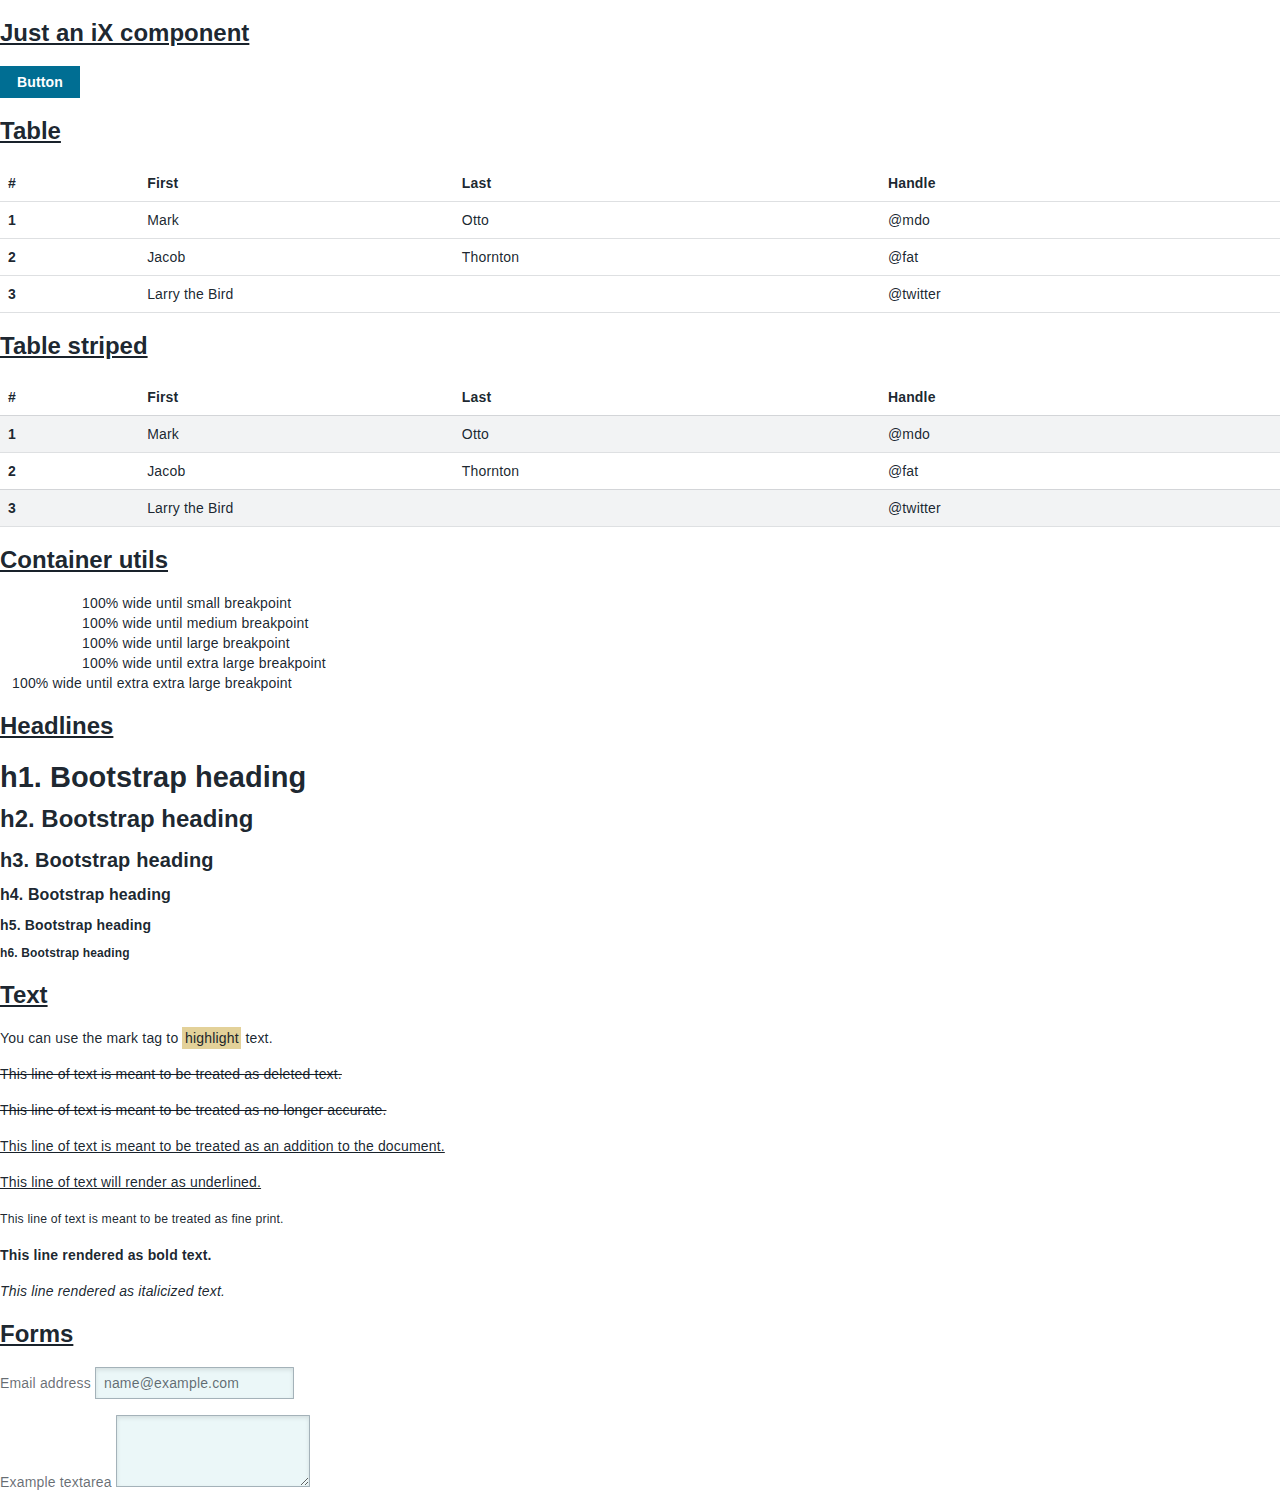 Just an iX component
Button
Table
# First Last Handle
1 Mark Otto @mdo
2 Jacob Thornton @fat
3 Larry the Bird @twitter
Table striped
# First Last Handle
1 Mark Otto @mdo
2 Jacob Thornton @fat
3 Larry the Bird @twitter
Container utils
100% wide until small breakpoint
100% wide until medium breakpoint
100% wide until large breakpoint
100% wide until extra large breakpoint
100% wide until extra extra large breakpoint
Headlines
h1. Bootstrap heading
h2. Bootstrap heading
h3. Bootstrap heading
h4. Bootstrap heading
h5. Bootstrap heading
h6. Bootstrap heading
Text
You can use the mark tag to highlight text.
This line of text is meant to be treated as deleted text.
This line of text is meant to be treated as no longer accurate.
This line of text is meant to be treated as an addition to the document.
This line of text will render as underlined.
This line of text is meant to be treated as fine print.
This line rendered as bold text.
This line rendered as italicized text.
Forms
Email address name@example.com
Example textarea